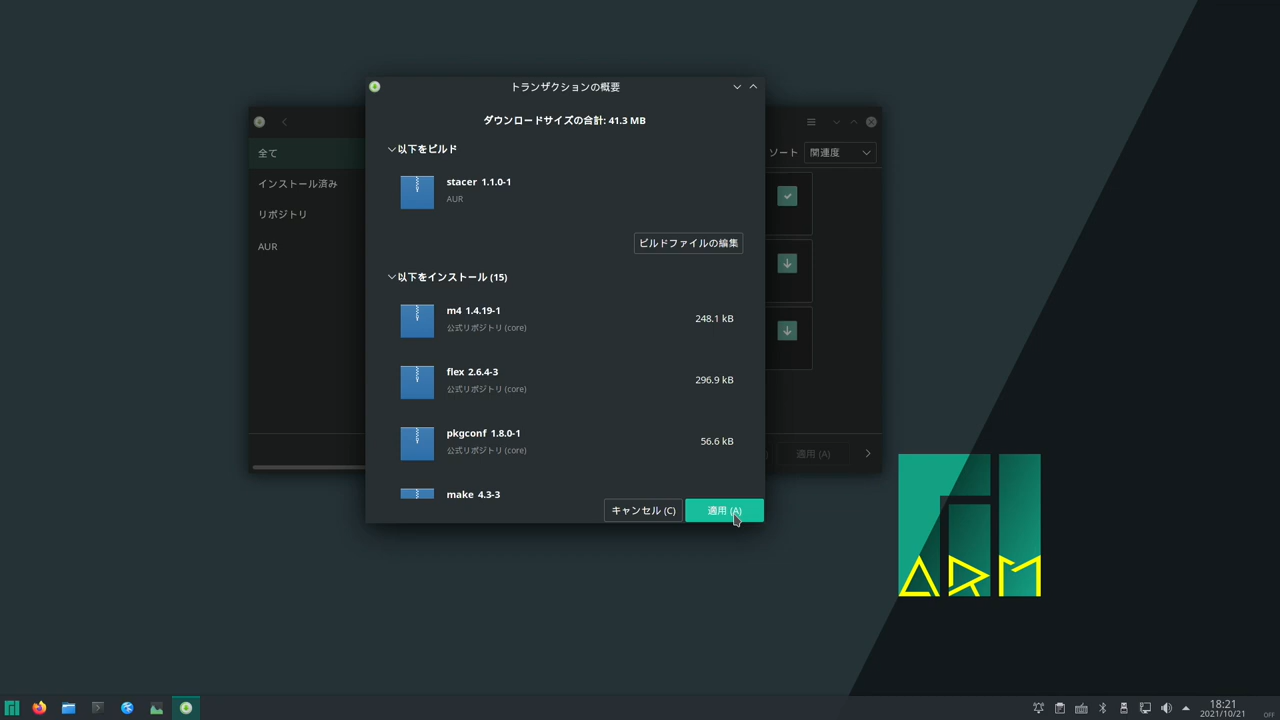 トランザクションの概要
ダウンロードサイズの合計: 41.3 MB
以下をビルド
stacer 1.1.0-1
AUR
ビルドファイルの編集
以下をインストール (15)
m4 1.4.19-1
公式リポジトリ (core)
248.1 kB
flex 2.6.4-3
公式リポジトリ (core)
296.9 kB
pkgconf 1.8.0-1
公式リポジトリ (core)
56.6 kB
make 4.3-3
キャンセル (C)
適用 (A)
全て
インストール済み
リポジトリ
AUR
ソート
関連度
適用 (A)
ARM
18:21
2021/10/21
OFF